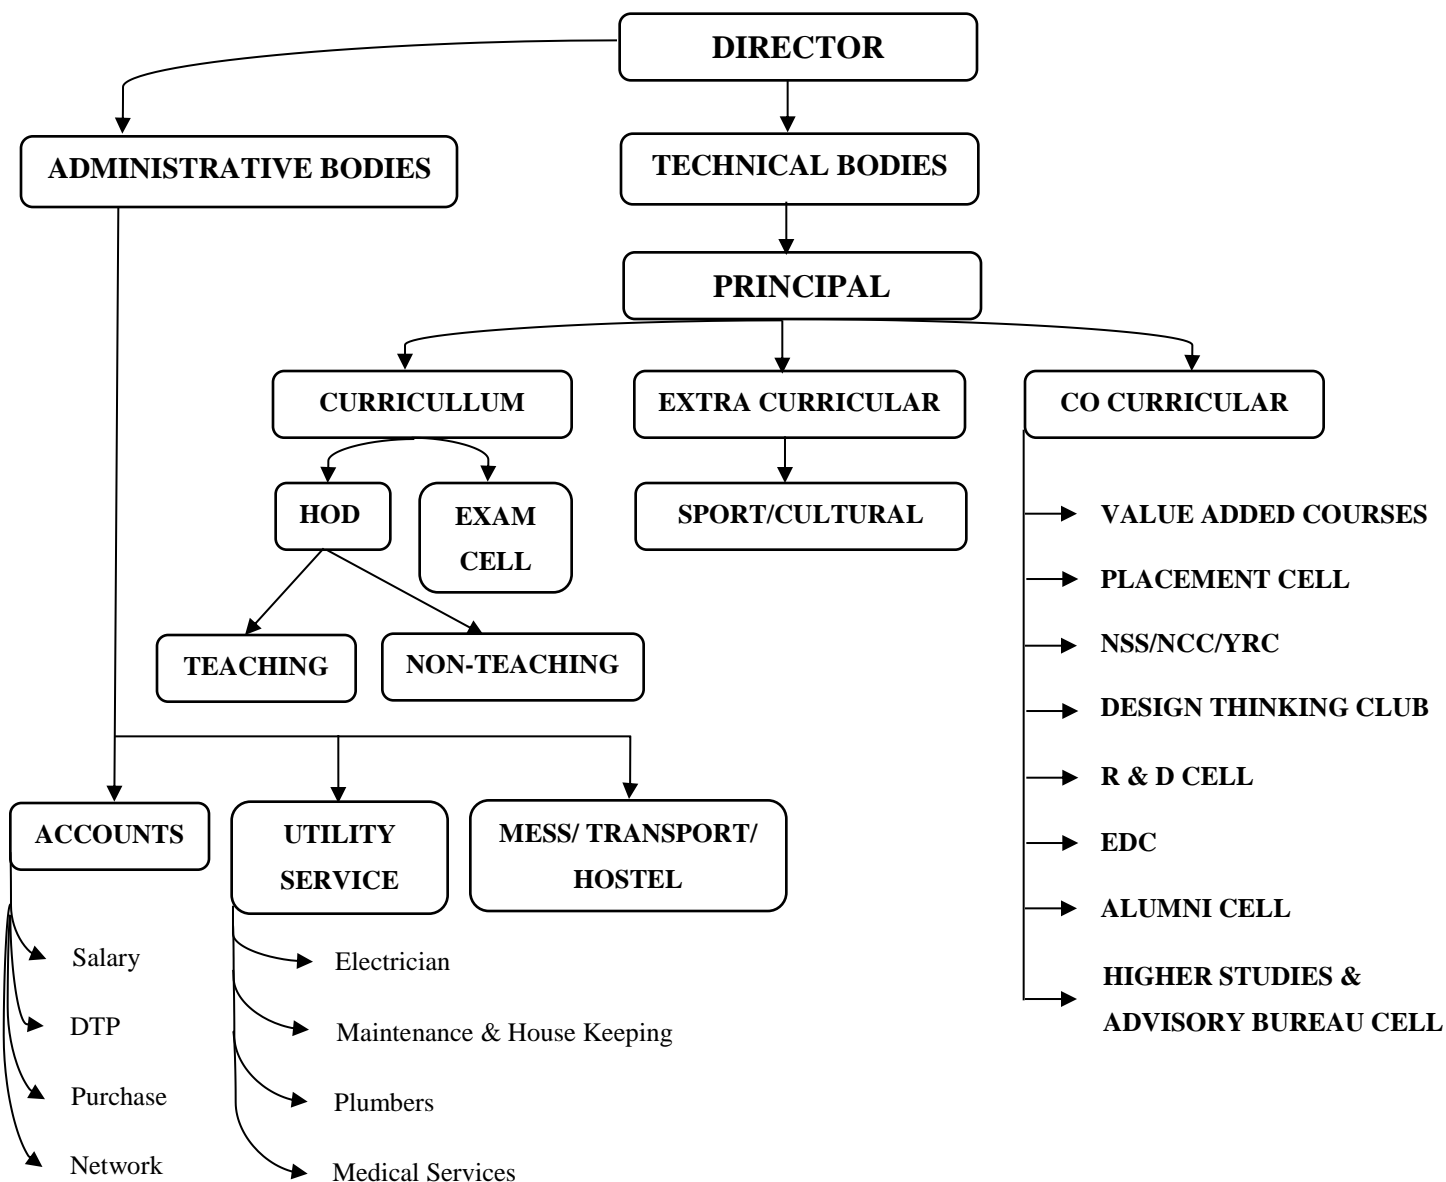 DIRECTOR
ADMINISTRATIVE BODIES
TECHNICAL BODIES
PRINCIPAL
CURRICULLUM
EXTRA CURRICULAR
CO CURRICULAR
HOD
EXAM
CELL
SPORT/CULTURAL
TEACHING
NON-TEACHING
VALUE ADDED COURSES
PLACEMENT CELL
NSS/NCC/YRC
DESIGN THINKING CLUB
R & D CELL
EDC
ALUMNI CELL
HIGHER STUDIES &
ADVISORY BUREAU CELL
ACCOUNTS
UTILITY
SERVICE
MESS/ TRANSPORT/
HOSTEL
Salary
DTP
Purchase
Network
Electrician
Maintenance & House Keeping
Plumbers
Medical Services